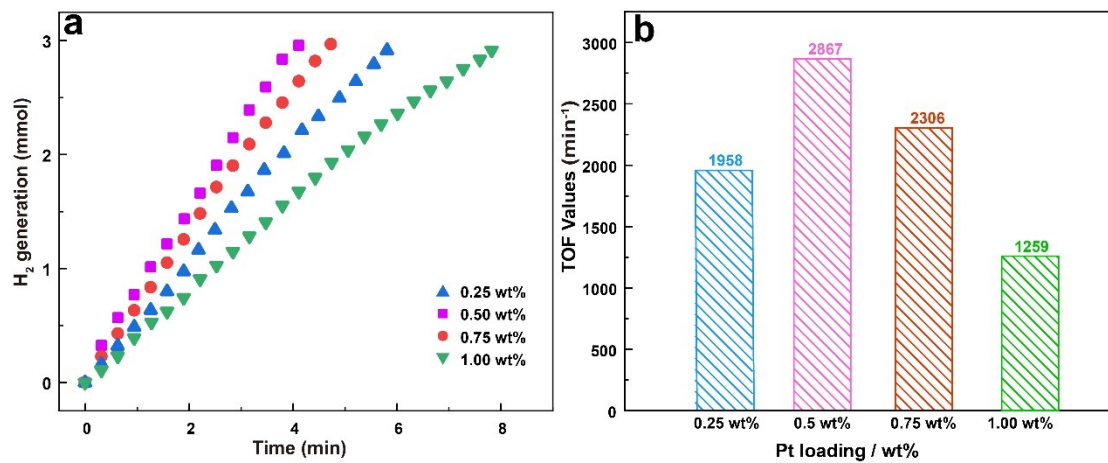 a
3
2
1
0
H₂ generation (mmol)
0.25 wt%
0.50 wt%
0.75 wt%
1.00 wt%
0 2 4 6 8
Time (min)
b
3000
2500
2000
1500
1000
500
0
TOF Values (min⁻¹)
1958
2867
2306
1259
0.25 wt% 0.5 wt% 0.75 wt% 1.00 wt%
Pt loading / wt%